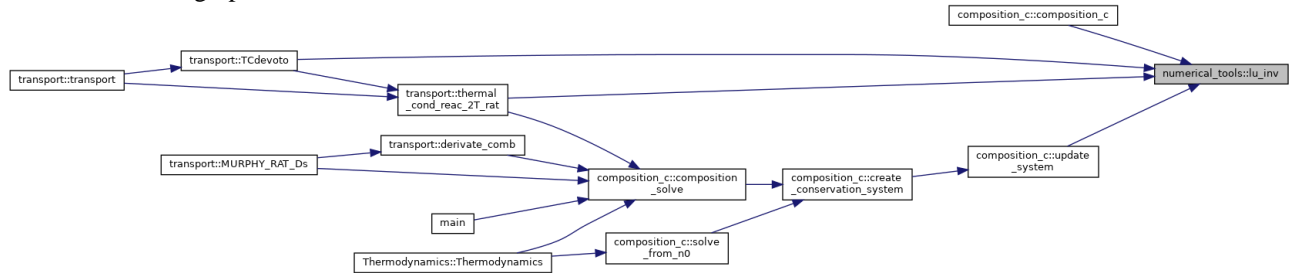 composition_c::composition_c
transport::TCdevoto
numerical_tools::lu_inv
transport::transport
transport::thermal
_cond_reac_2T_rat
transport::derivate_comb
transport::MURPHY_RAT_Ds
composition_c::update
_system
composition_c::composition
_solve
composition_c::create
_conservation_system
main
composition_c::solve
_from_n0
Thermodynamics::Thermodynamics